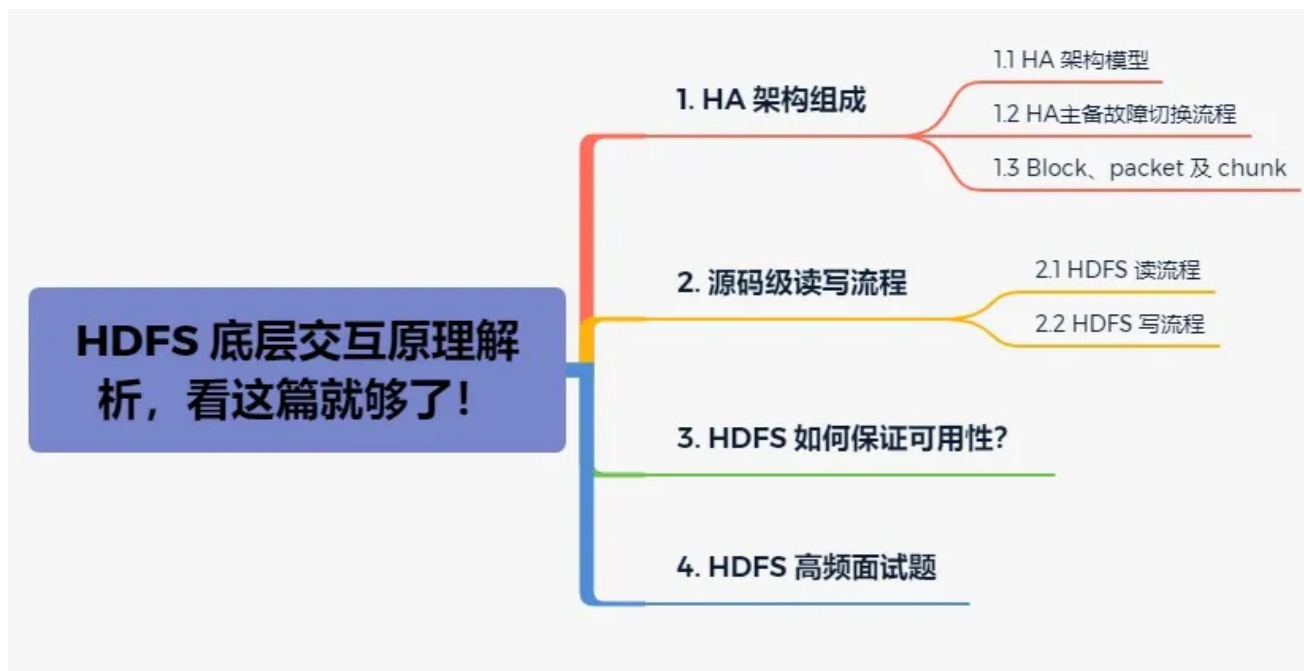 HDFS 底层交互原理解
析，看这篇就够了！
1. HA 架构组成
1.1 HA 架构模型
1.2 HA主备故障切换流程
1.3 Block、packet 及 chunk
2. 源码级读写流程
2.1 HDFS 读流程
2.2 HDFS 写流程
3. HDFS 如何保证可用性？
4. HDFS 高频面试题